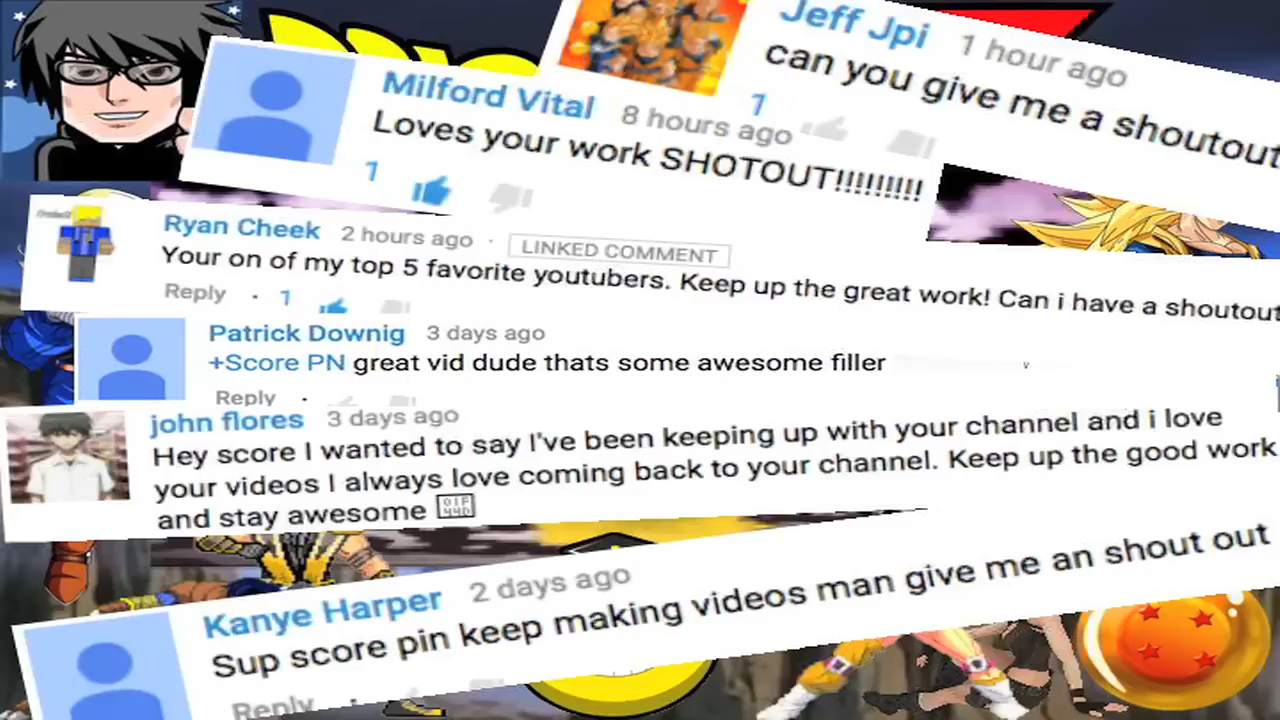 Jeff Jpi 1 hour ago
can you give me a shoutout
1
Milford Vital 8 hours ago
Loves your work SHOTOUT!!!!!!!!!
1
Ryan Cheek 2 hours ago · LINKED COMMENT
Your on of my top 5 favorite youtubers. Keep up the great work! Can i have a shoutout
Reply · 1
Patrick Downig 3 days ago
+Score PN great vid dude thats some awesome filler
Reply ·
john flores 3 days ago
Hey score I wanted to say I've been keeping up with your channel and i love
your videos I always love coming back to your channel. Keep up the good work
and stay awesome
Kanye Harper 2 days ago
Sup score pin keep making videos man give me an shout out
Reply ·